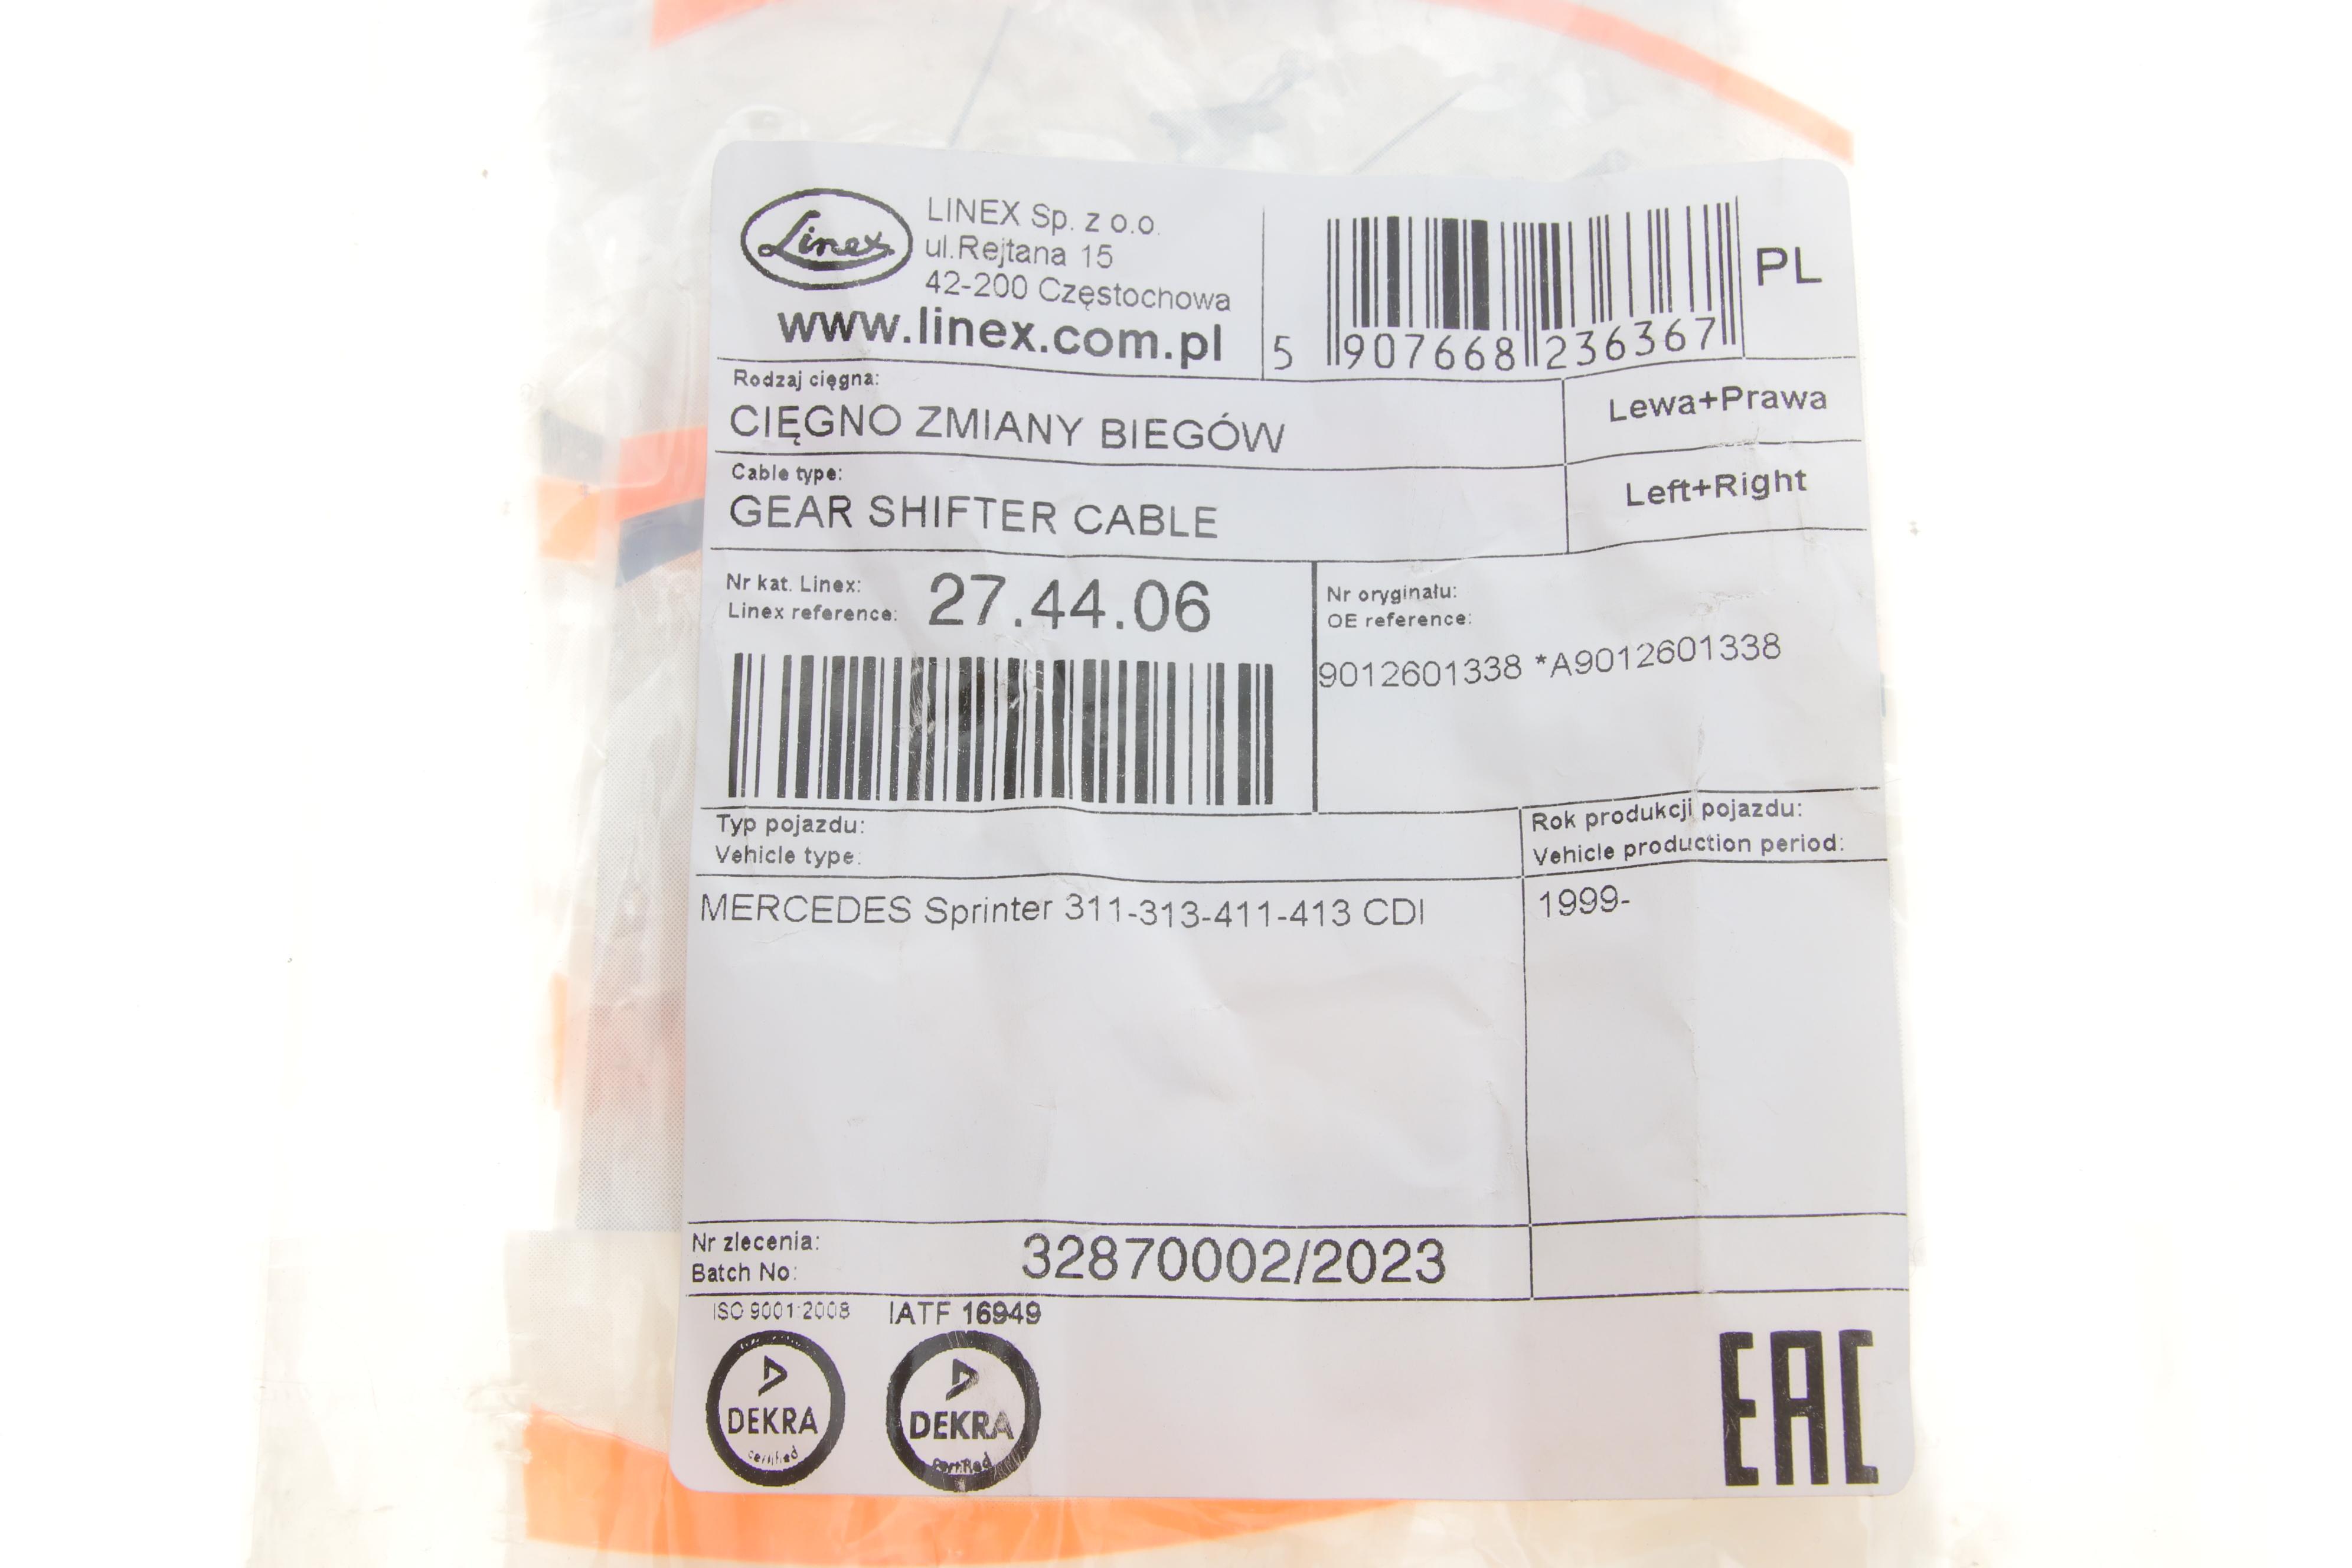 Linex
LINEX Sp. z o.o.
ul.Rejtana 15
42-200 Częstochowa
www.linex.com.pl
5 907668 236367
PL
Rodzaj cięgna:
CIĘGNO ZMIANY BIEGÓW
Lewa+Prawa
Cable type:
GEAR SHIFTER CABLE
Left+Right
Nr kat. Linex:
Linex reference: 27.44.06
Nr oryginału:
OE reference:
9012601338 *A9012601338
Typ pojazdu:
Vehicle type:
Rok produkcji pojazdu:
Vehicle production period:
MERCEDES Sprinter 311-313-411-413 CDI
1999-
Nr zlecenia:
Batch No: 32870002/2023
ISO 9001:2008
IATF 16949
DEKRA
certified
DEKRA
certified
EAC